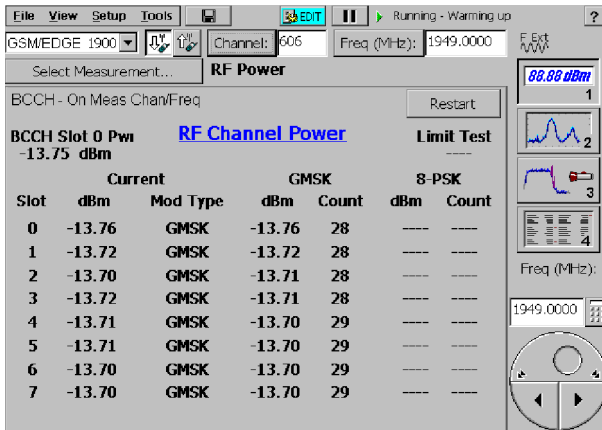 File View Setup Tools EDIT Running - Warming up ?
GSM/EDGE 1900 Channel: 606 Freq (MHz): 1949.0000 F Ext
Select Measurement... RF Power
88.88 dBm
1
BCCH - On Meas Chan/Freq Restart
BCCH Slot 0 Pwr RF Channel Power Limit Test
-13.75 dBm ----
2
Current GMSK 8-PSK
Slot dBm Mod Type dBm Count dBm Count
3
0 -13.76 GMSK -13.76 28 ---- ----
1 -13.72 GMSK -13.72 28 ---- ----
4
2 -13.70 GMSK -13.71 28 ---- ----
Freq (MHz):
3 -13.72 GMSK -13.71 28 ---- ----
1949.0000
4 -13.71 GMSK -13.70 29 ---- ----
5 -13.71 GMSK -13.70 29 ---- ----
6 -13.70 GMSK -13.70 29 ---- ----
7 -13.70 GMSK -13.70 29 ---- ----